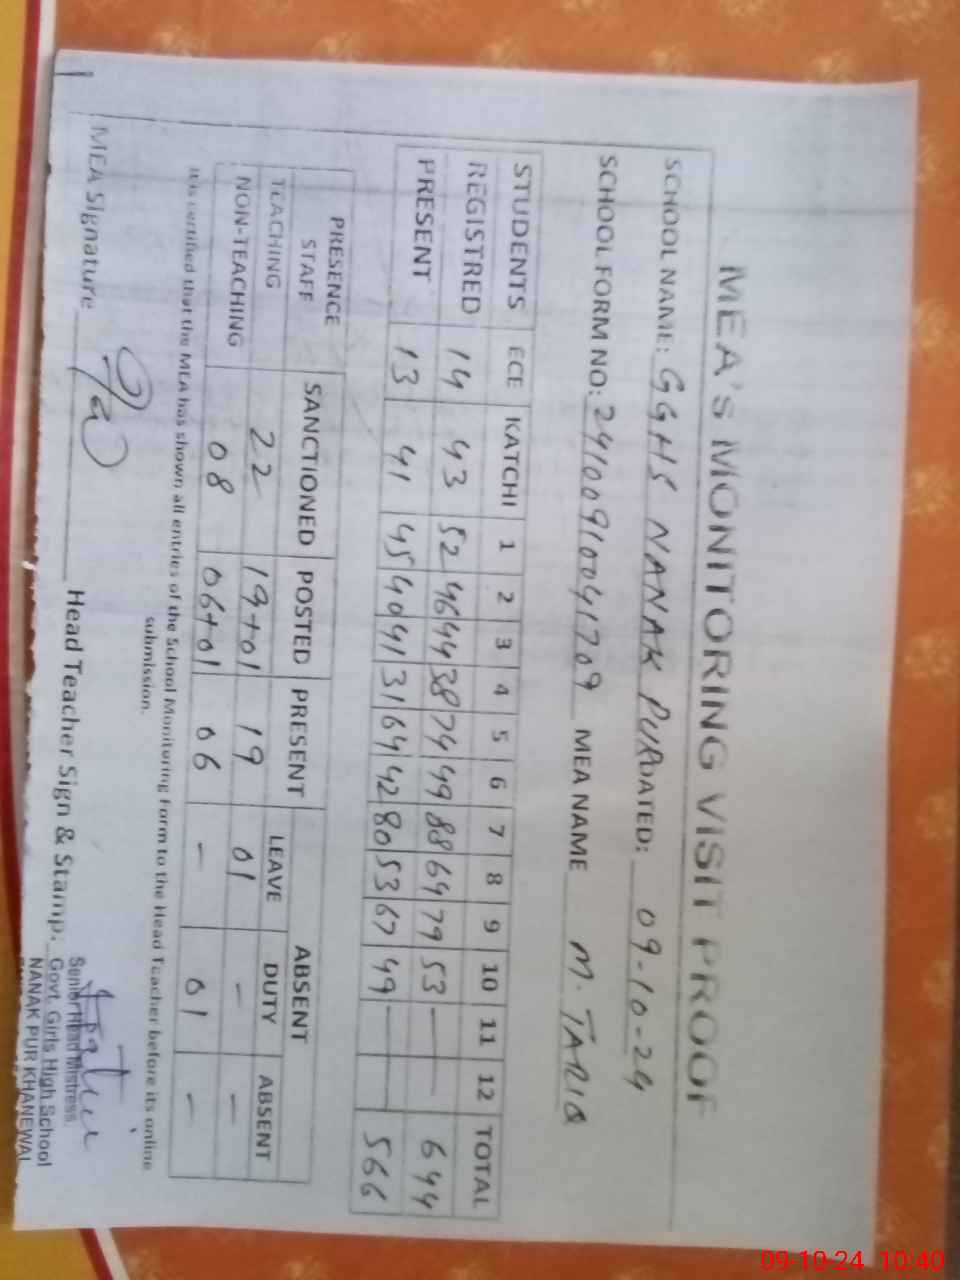 MEA'S MONITORING VISIT PROOF
SCHOOL NAME: GGHS NANAK PUR DATED: 09-10-24
SCHOOL FORM NO: 2410091004 1709 MEA NAME M. TARIQ
STUDENTS ECE KATCHI 1 2 3 4 5 6 7 8 9 10 11 12 TOTAL
REGISTRED 14 43 52 46 44 38 74 49 88 64 79 53 — — 644
PRESENT 13 41 45 40 41 31 64 42 80 53 67 49 566
PRESENCE STAFF SANCTIONED POSTED PRESENT ABSENT
LEAVE DUTY ABSENT
TEACHING 22 19+01 19 01 — —
NON-TEACHING 08 06+01 06 — 01 —
It is certified that the MEA has shown all entries of the School Monitoring Form to the Head Teacher before its online
submission.
MEA Signature Head Teacher Sign & Stamp:
Senior Head Mistress
Govt. Girls High School
NANAK PUR KHANEWAL
09-10-24 10:40